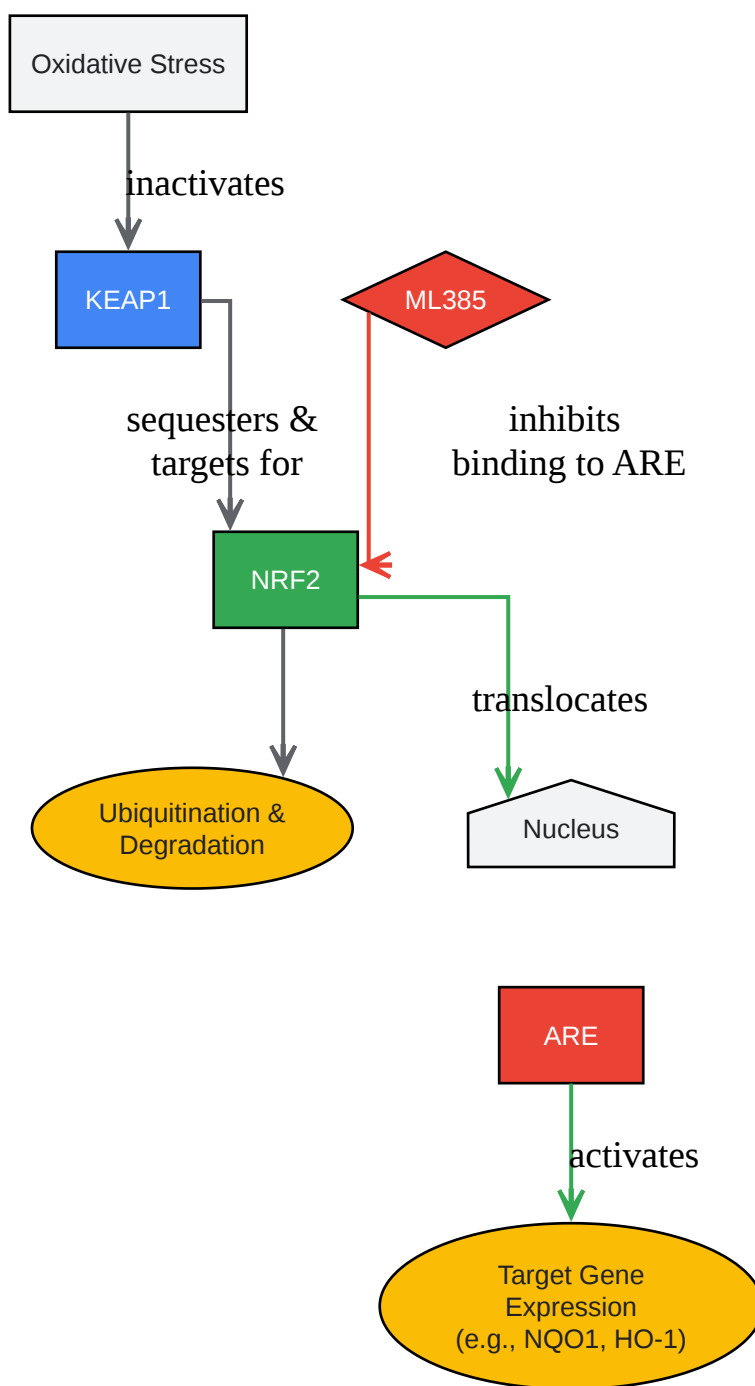 Oxidative Stress
inactivates
KEAP1
ML385
sequesters &
targets for
inhibits
binding to ARE
NRF2
translocates
Ubiquitination &
Degradation
Nucleus
ARE
activates
Target Gene
Expression
(e.g., NQO1, HO-1)